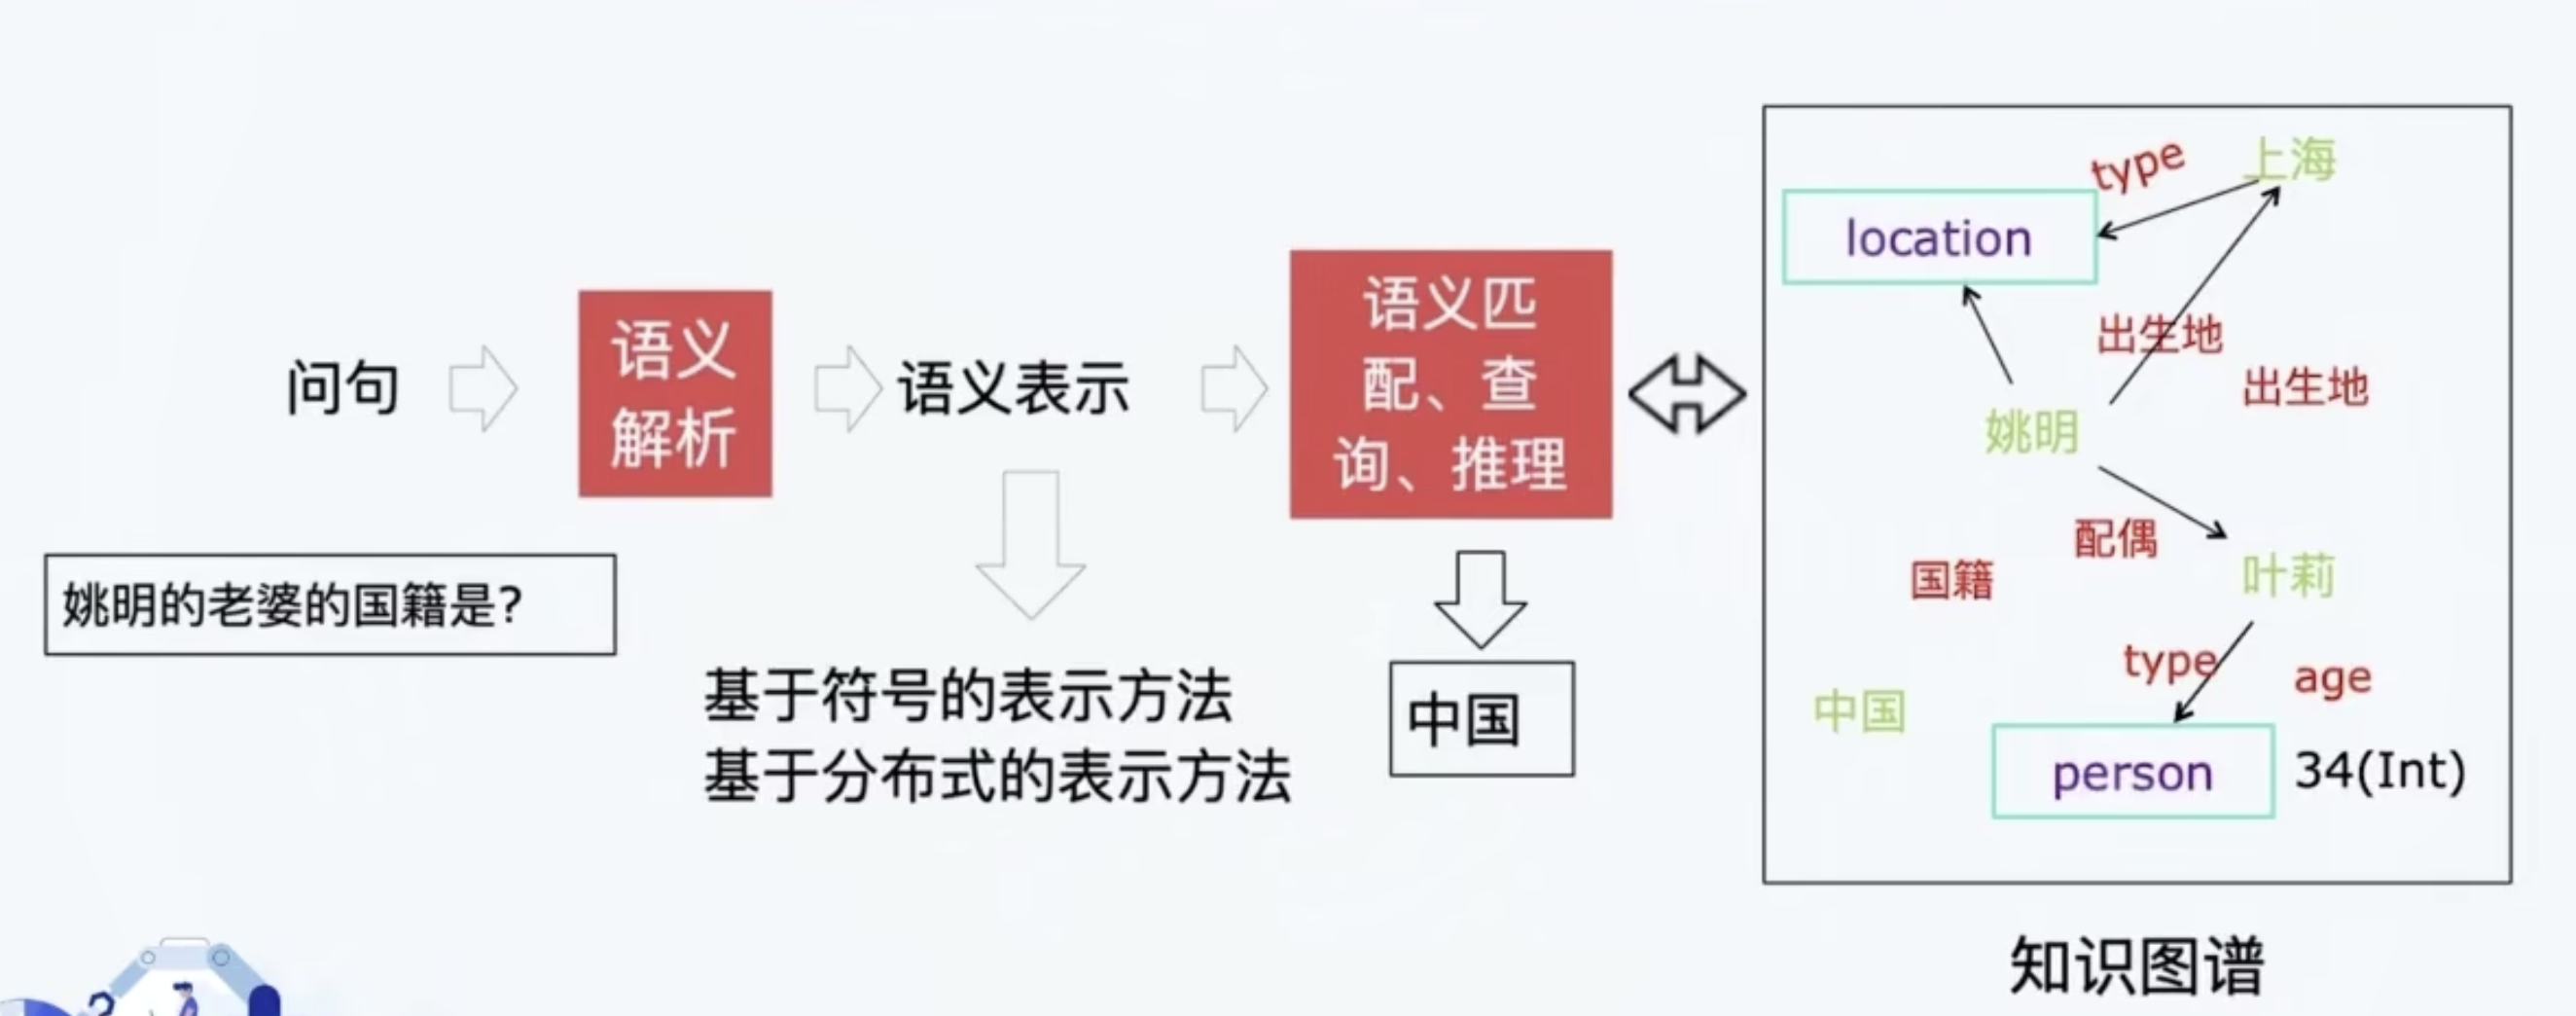 问句
语义
解析
语义表示
语义匹
配、查
询、推理
姚明的老婆的国籍是?
基于符号的表示方法
基于分布式的表示方法
中国
type
上海
location
出生地
出生地
姚明
配偶
国籍
叶莉
type
age
中国
person
34(Int)
知识图谱